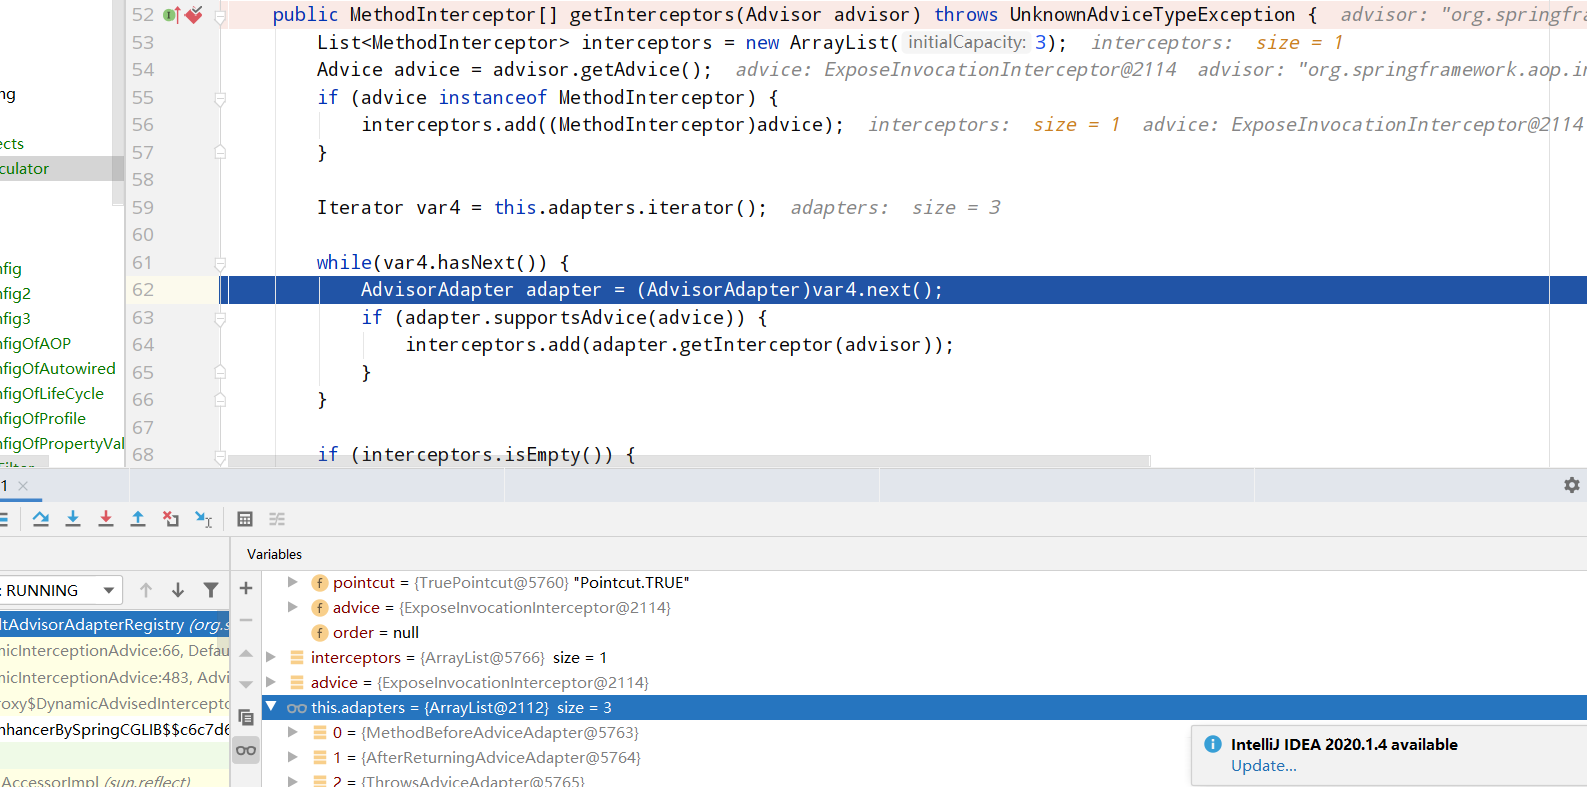 52 public MethodInterceptor[] getInterceptors(Advisor advisor) throws UnknownAdviceTypeException {  advisor: "org.springfra
53 List<MethodInterceptor> interceptors = new ArrayList( initialCapacity: 3);  interceptors:  size = 1
54 Advice advice = advisor.getAdvice();  advice: ExposeInvocationInterceptor@2114  advisor: "org.springframework.aop.in
55 if (advice instanceof MethodInterceptor) {
56 interceptors.add((MethodInterceptor)advice);  interceptors:  size = 1  advice: ExposeInvocationInterceptor@2114
57 }
58
59 Iterator var4 = this.adapters.iterator();  adapters:  size = 3
60
61 while(var4.hasNext()) {
62 AdvisorAdapter adapter = (AdvisorAdapter)var4.next();
63 if (adapter.supportsAdvice(advice)) {
64 interceptors.add(adapter.getInterceptor(advisor));
65 }
66 }
67
68 if (interceptors.isEmpty()) {
ng
ects
culator
nfig
nfig2
nfig3
nfigOfAOP
nfigOfAutowired
nfigOfLifeCycle
nfigOfProfile
nfigOfPropertyVal
1
Variables
: RUNNING
ltAdvisorAdapterRegistry (org.s
micInterceptionAdvice:66, Defau
micInterceptionAdvice:483, Advi
roxy$DynamicAdvisedIntercepto
nhancerBySpringCGLIB$$c6c7d6
AccessorImpl (sun.reflect)
pointcut = {TruePointcut@5760} "Pointcut.TRUE"
advice = {ExposeInvocationInterceptor@2114}
order = null
interceptors = {ArrayList@5766}  size = 1
advice = {ExposeInvocationInterceptor@2114}
this.adapters = {ArrayList@2112}  size = 3
0 = {MethodBeforeAdviceAdapter@5763}
1 = {AfterReturningAdviceAdapter@5764}
2 = {ThrowsAdviceAdapter@5765}
IntelliJ IDEA 2020.1.4 available
Update...